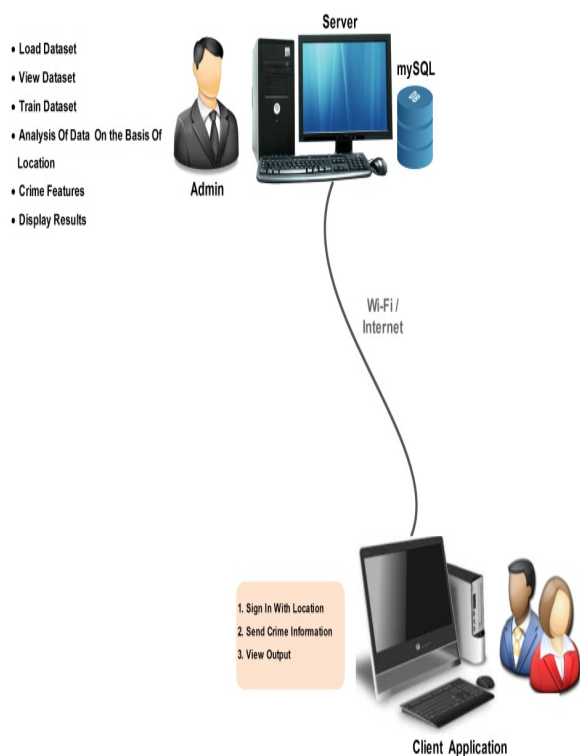 Server
• Load Dataset
• View Dataset
• Train Dataset
• Analysis Of Data On the Basis Of
Location
• Crime Features
• Display Results
Admin
mySQL
DB
Wi-Fi /
Internet
1. Sign In With Location
2. Send Crime Information
3. View Output
Client Application